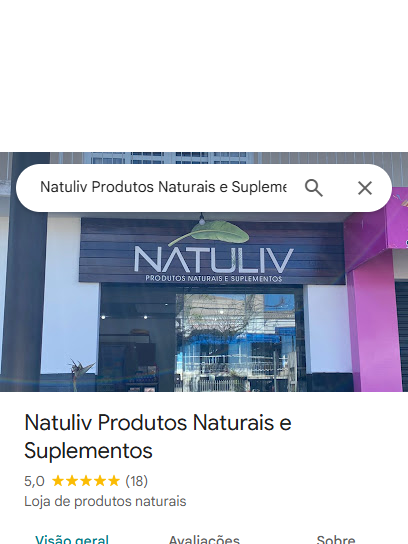 Natuliv Produtos Naturais e Supleme
NATULIV
PRODUTOS NATURAIS E SUPLEMENTOS
Natuliv Produtos Naturais e
Suplementos
5,0 ★★★★★ (18)
Loja de produtos naturais
Visão geral Avaliações Sobre